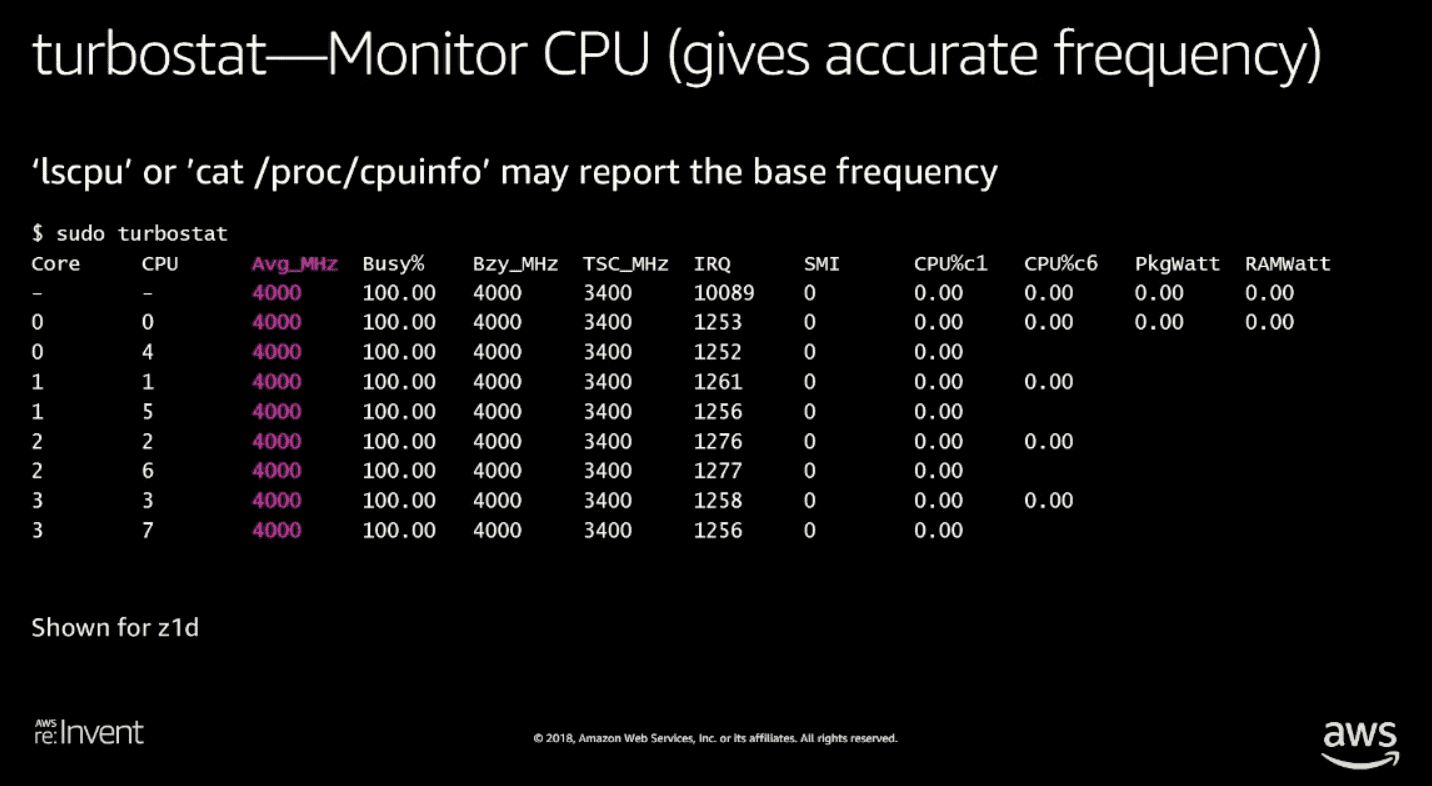 turbostat—Monitor CPU (gives accurate frequency)
‘lscpu’ or ’cat /proc/cpuinfo’ may report the base frequency
$ sudo turbostat
Core CPU Avg_MHz Busy% Bzy_MHz TSC_MHz IRQ SMI CPU%c1 CPU%c6 PkgWatt RAMWatt
– – 4000 100.00 4000 3400 10089 0 0.00 0.00 0.00 0.00
0 0 4000 100.00 4000 3400 1253 0 0.00 0.00 0.00 0.00
0 4 4000 100.00 4000 3400 1252 0 0.00
1 1 4000 100.00 4000 3400 1261 0 0.00 0.00
1 5 4000 100.00 4000 3400 1256 0 0.00
2 2 4000 100.00 4000 3400 1276 0 0.00 0.00
2 6 4000 100.00 4000 3400 1277 0 0.00
3 3 4000 100.00 4000 3400 1258 0 0.00 0.00
3 7 4000 100.00 4000 3400 1256 0 0.00
Shown for z1d
AWS
re:Invent
© 2018, Amazon Web Services, Inc. or its affiliates. All rights reserved.
aws